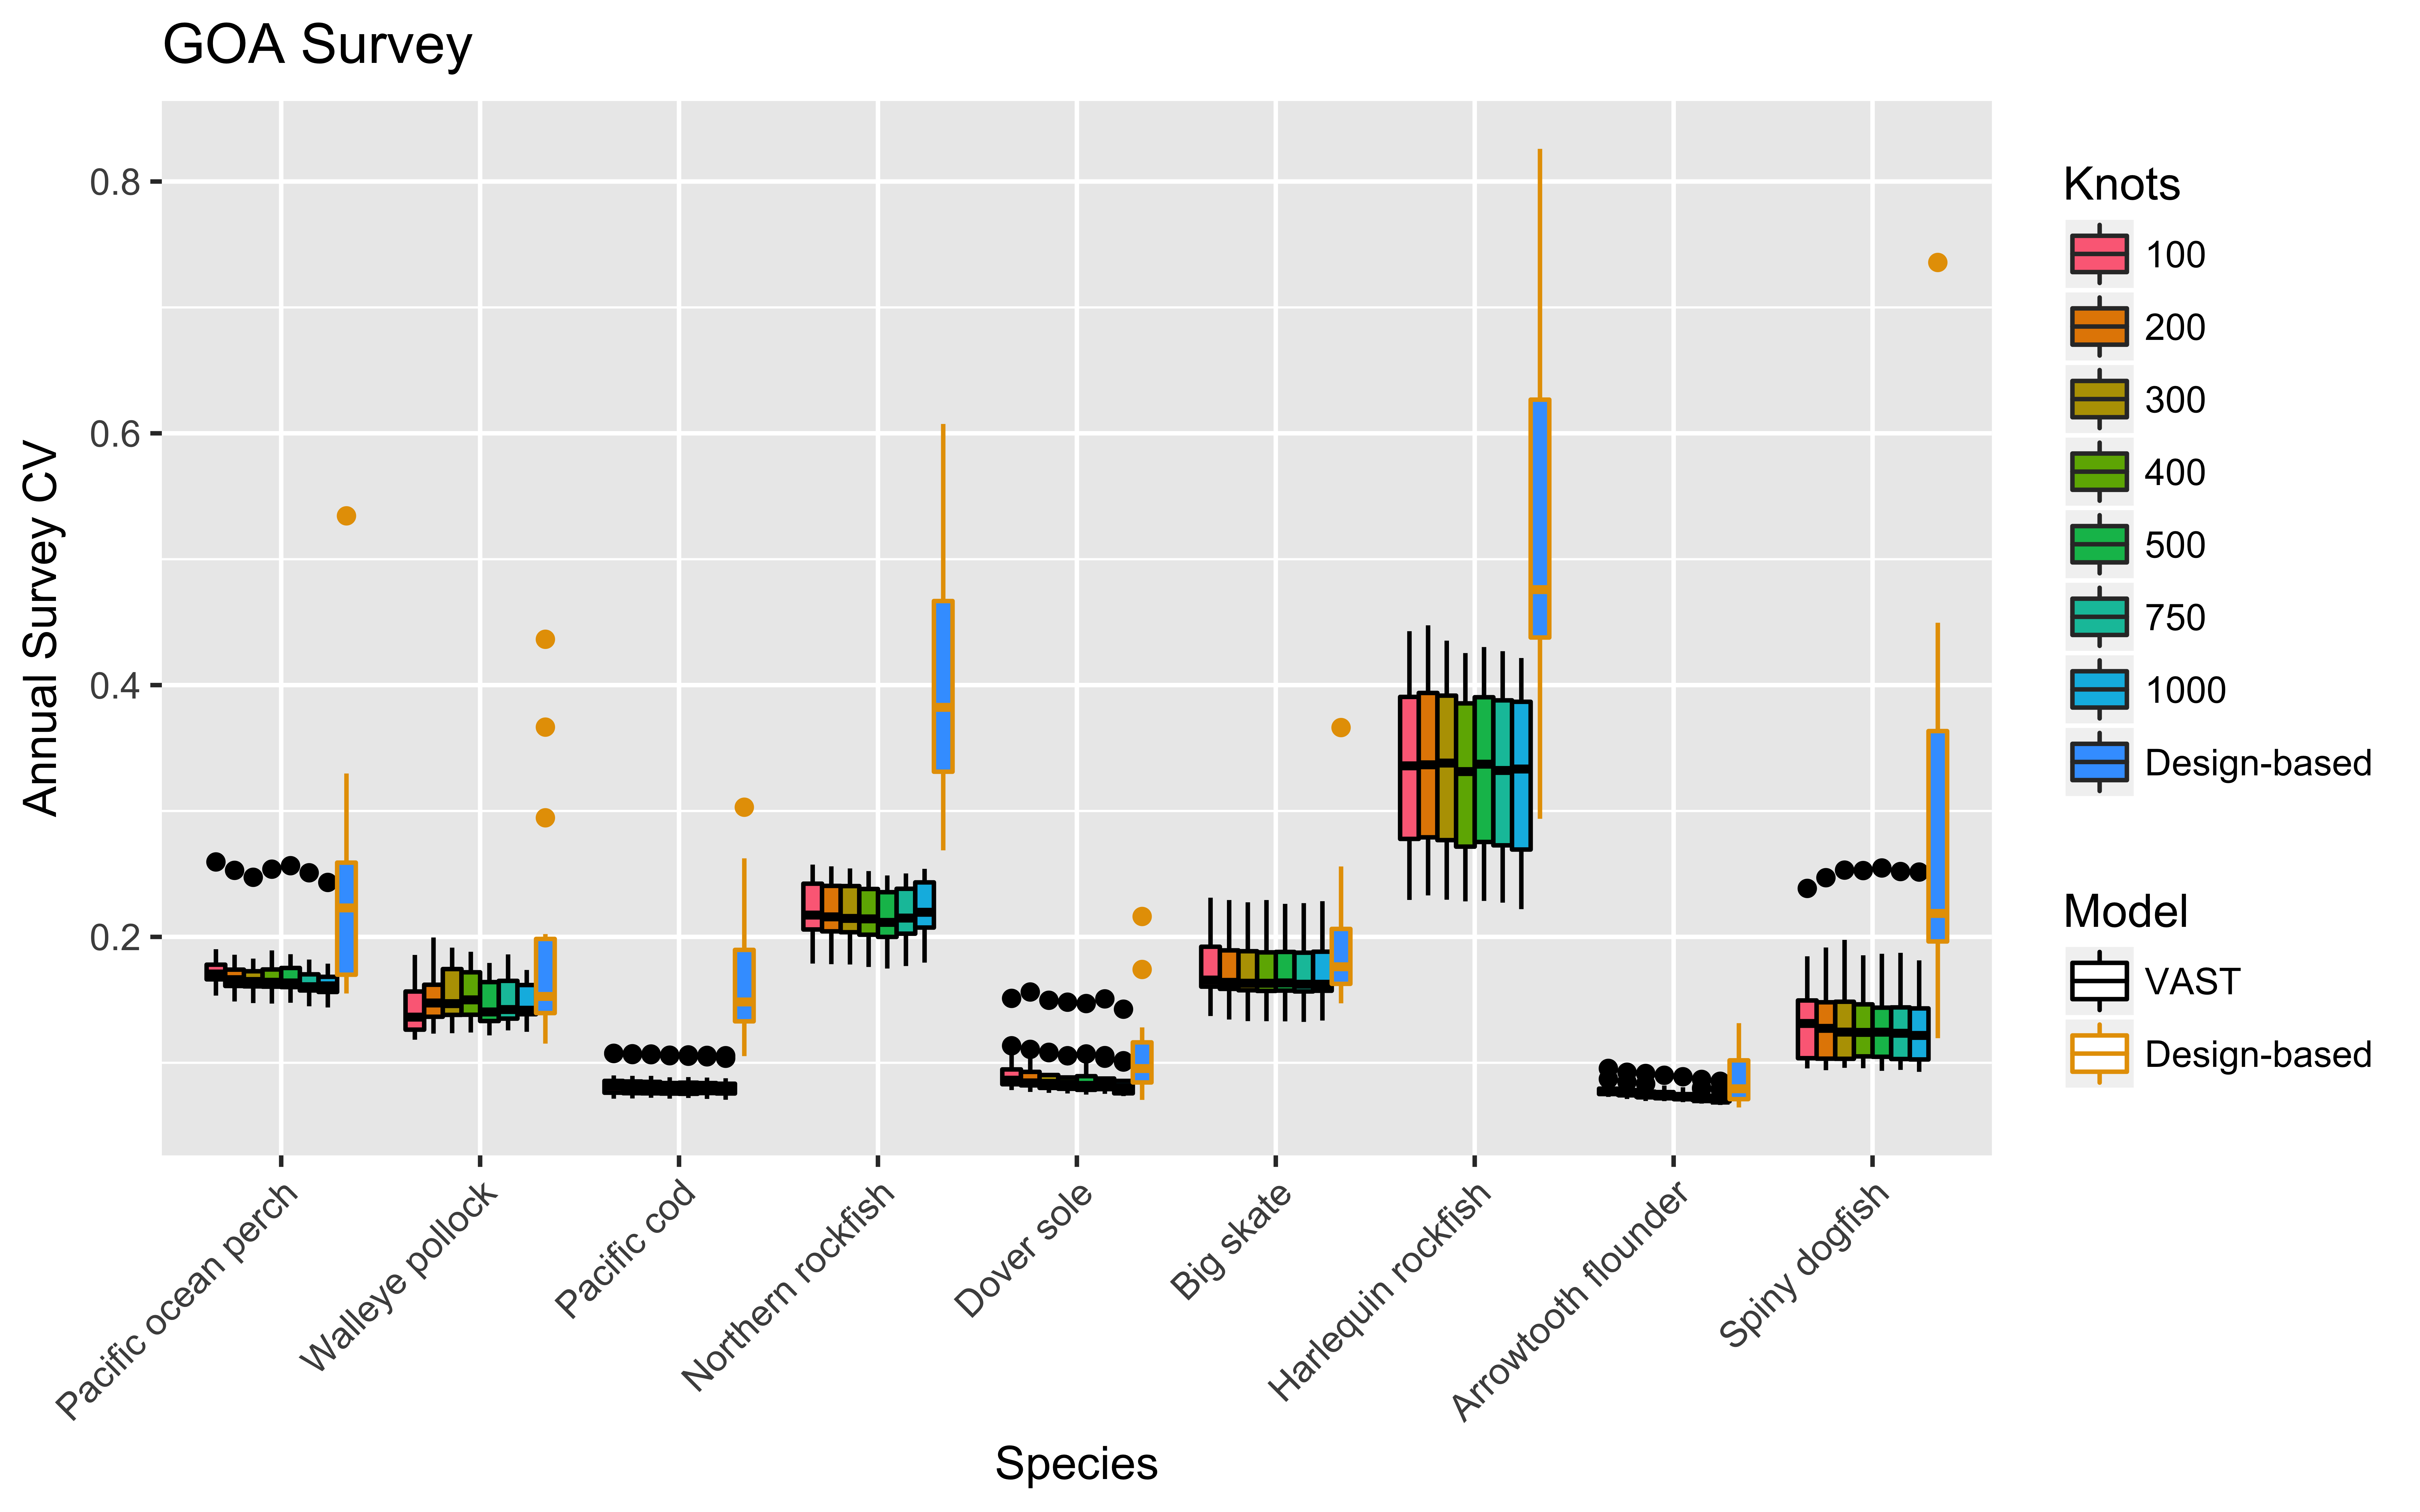 GOA Survey
Annual Survey CV
0.8
0.6
0.4
0.2
Pacific ocean perch
Walleye pollock
Pacific cod
Northern rockfish
Dover sole
Big skate
Harlequin rockfish
Arrowtooth flounder
Spiny dogfish
Species
Knots
100
200
300
400
500
750
1000
Design-based
Model
VAST
Design-based